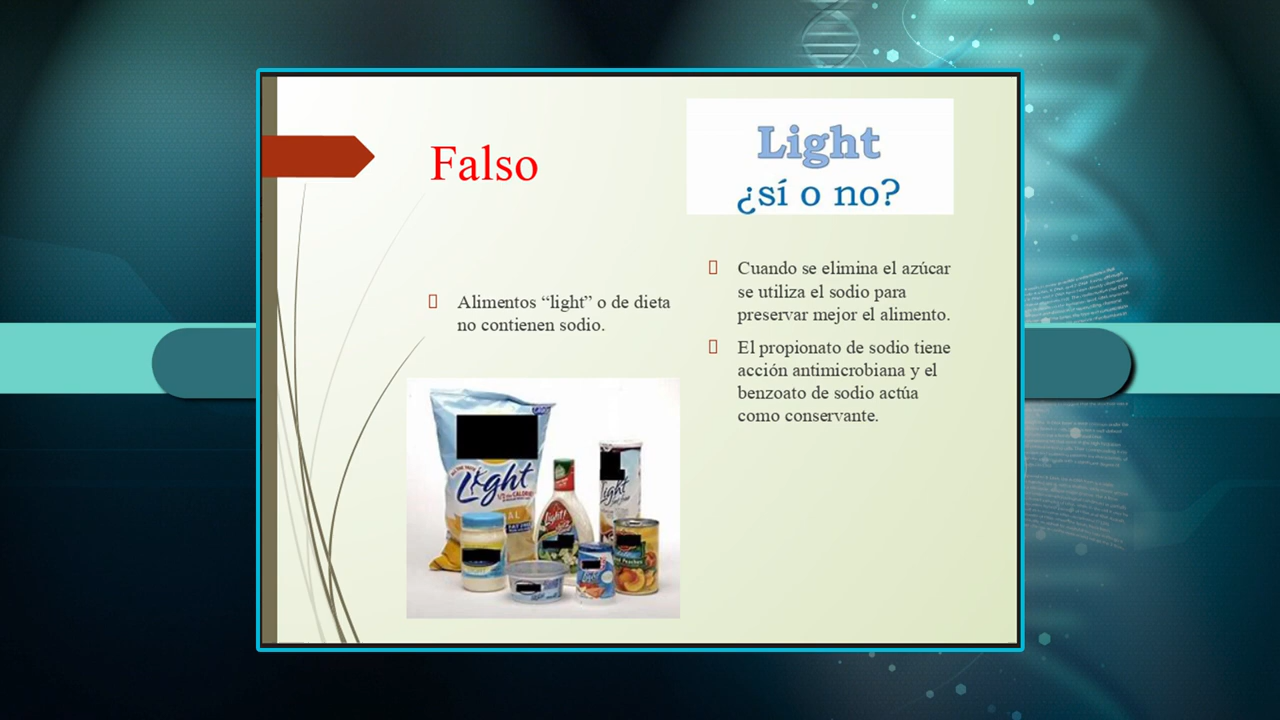 Falso
Light
¿sí o no?
Alimentos “light” o de dieta
no contienen sodio.
Cuando se elimina el azúcar
se utiliza el sodio para
preservar mejor el alimento.
El propionato de sodio tiene
acción antimicrobiana y el
benzoato de sodio actúa
como conservante.
Light
Light
Light
Light